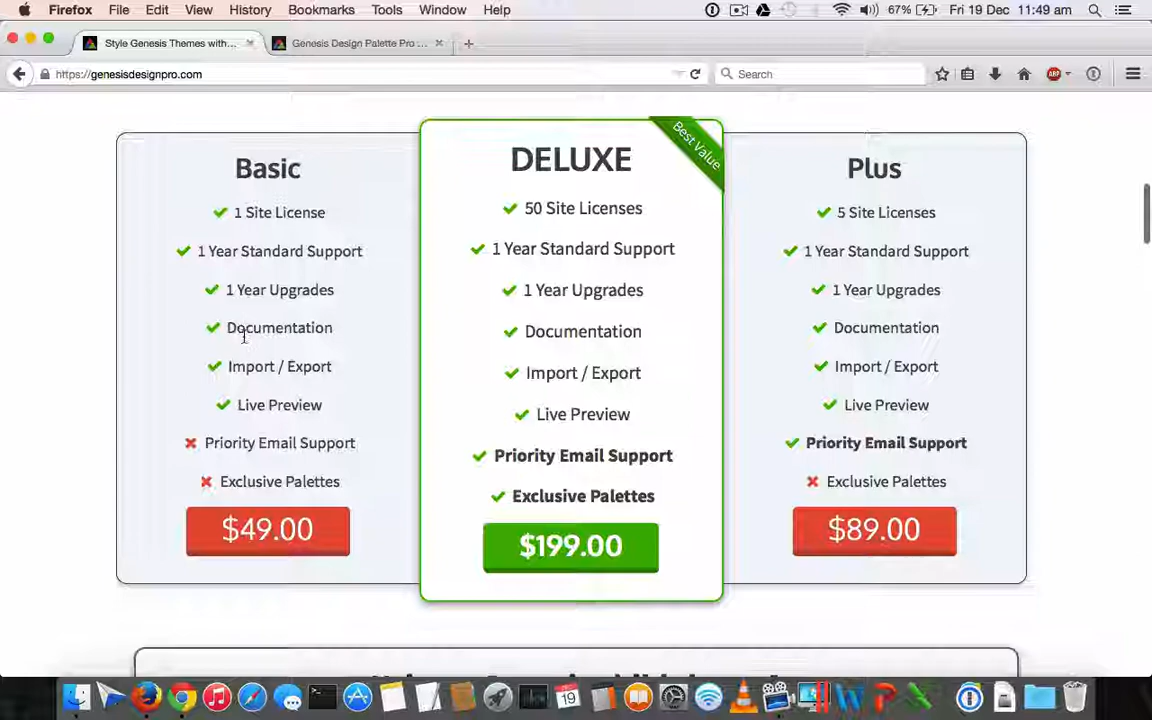 Firefox File Edit View History Bookmarks Tools Window Help 67% Fri 19 Dec 11:49 am
Style Genesis Themes with...
Genesis Design Palette Pro ...
https://genesisdesignpro.com
Search
ABP
Basic
1 Site License
1 Year Standard Support
1 Year Upgrades
Documentation
Import / Export
Live Preview
Priority Email Support
Exclusive Palettes
$49.00
Best Value
DELUXE
50 Site Licenses
1 Year Standard Support
1 Year Upgrades
Documentation
Import / Export
Live Preview
Priority Email Support
Exclusive Palettes
$199.00
Plus
5 Site Licenses
1 Year Standard Support
1 Year Upgrades
Documentation
Import / Export
Live Preview
Priority Email Support
Exclusive Palettes
$89.00
19